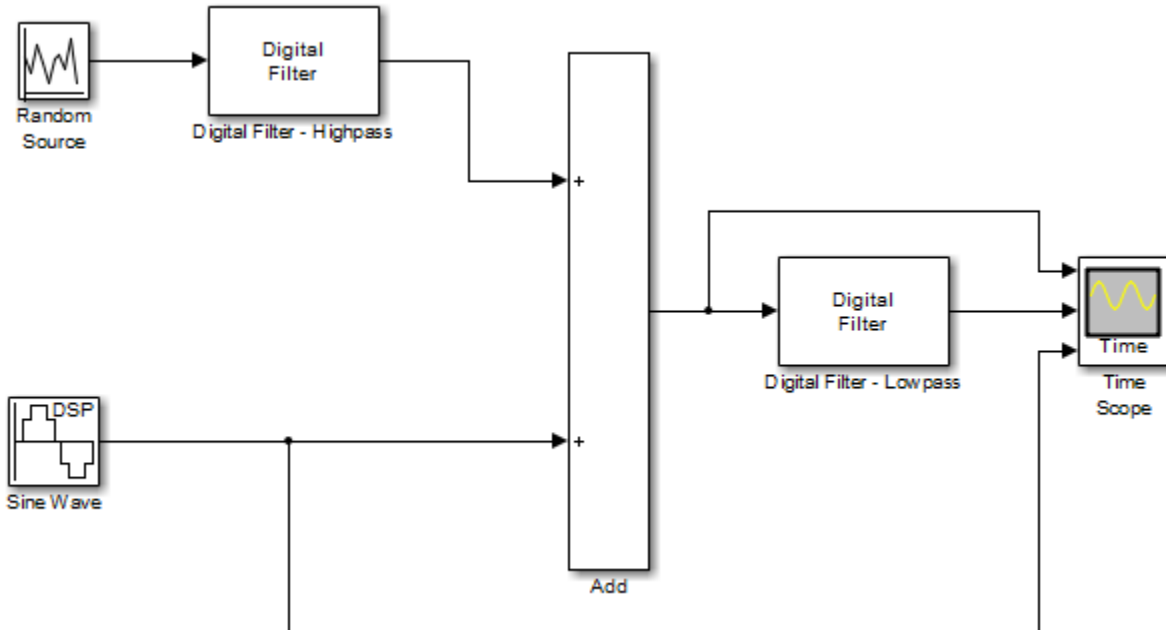 Random
Source
Digital
Filter
Digital Filter - Highpass
+
+
Add
DSP
Sine Wave
Digital
Filter
Digital Filter - Lowpass
Time
Time
Scope